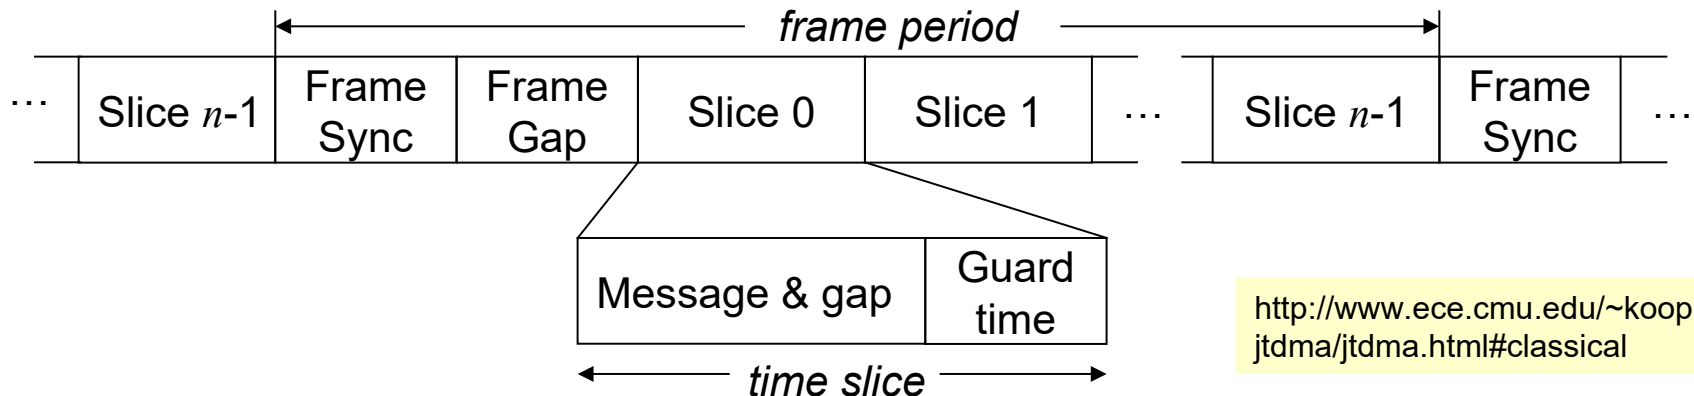 frame period
… Slice n-1 Frame Sync Frame Gap Slice 0 Slice 1 … Slice n-1 Frame Sync …
Message & gap Guard time
time slice
http://www.ece.cmu.edu/~koop
jtdma/jtdma.html#classical